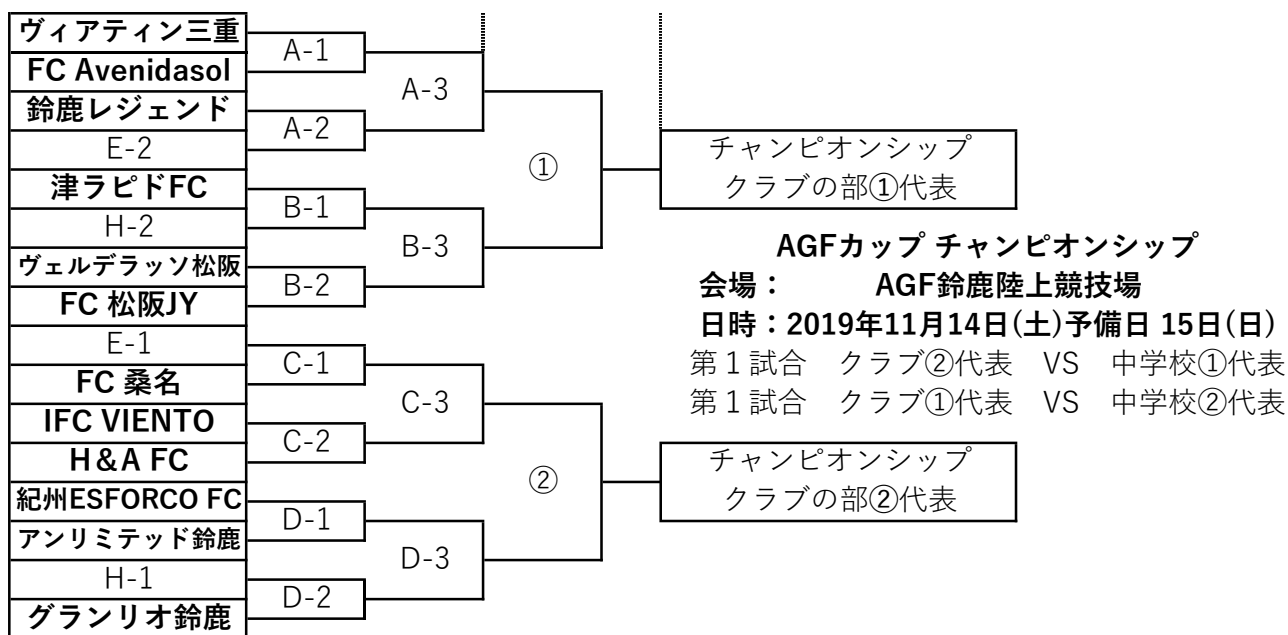 ヴィアティン三重
FC Avenidasol
鈴鹿レジェンド
E-2
津ラピドFC
H-2
ヴェルデラッソ松阪
FC 松阪JY
E-1
FC 桑名
IFC VIENTO
H&A FC
紀州ESFORCO FC
アンリミテッド鈴鹿
H-1
グランリオ鈴鹿
A-1
A-2
B-1
B-2
C-1
C-2
D-1
D-2
A-3
B-3
C-3
D-3
①
②
チャンピオンシップ
クラブの部①代表
AGFカップ チャンピオンシップ
会場： AGF鈴鹿陸上競技場
日時：2019年11月14日(土)予備日 15日(日)
第１試合　クラブ②代表　VS　中学校①代表
第１試合　クラブ①代表　VS　中学校②代表
チャンピオンシップ
クラブの部②代表